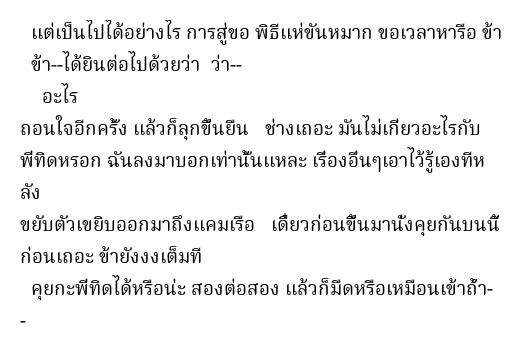 แต่เป็นไปได้อย่างไร การสู่ขอ พิธีแห่ขันหมาก ขอเวลาหารือ ข้า
ข้า--ได้ยินต่อไปด้วยว่า  ว่า--
อะไร
ถอนใจอีกครั้ง แล้วก็ลุกขึ้นยืน   ช่างเถอะ มันไม่เกี่ยวอะไรกับ
พี่ทิดหรอก ฉันลงมาบอกเท่านั้นแหละ เรื่องอื่นๆเอาไว้รู้เองทีห
ลัง
ขยับตัวเขยิบออกมาถึงแคมเรือ   เดี๋ยวก่อนขึ้นมานั่งคุยกันบนนี้
ก่อนเถอะ ข้ายังงงเต็มที
คุยกะพี่ทิดได้หรือน่ะ สองต่อสอง แล้วก็มืดหรือเหมือนเข้าถ้ำ-
-